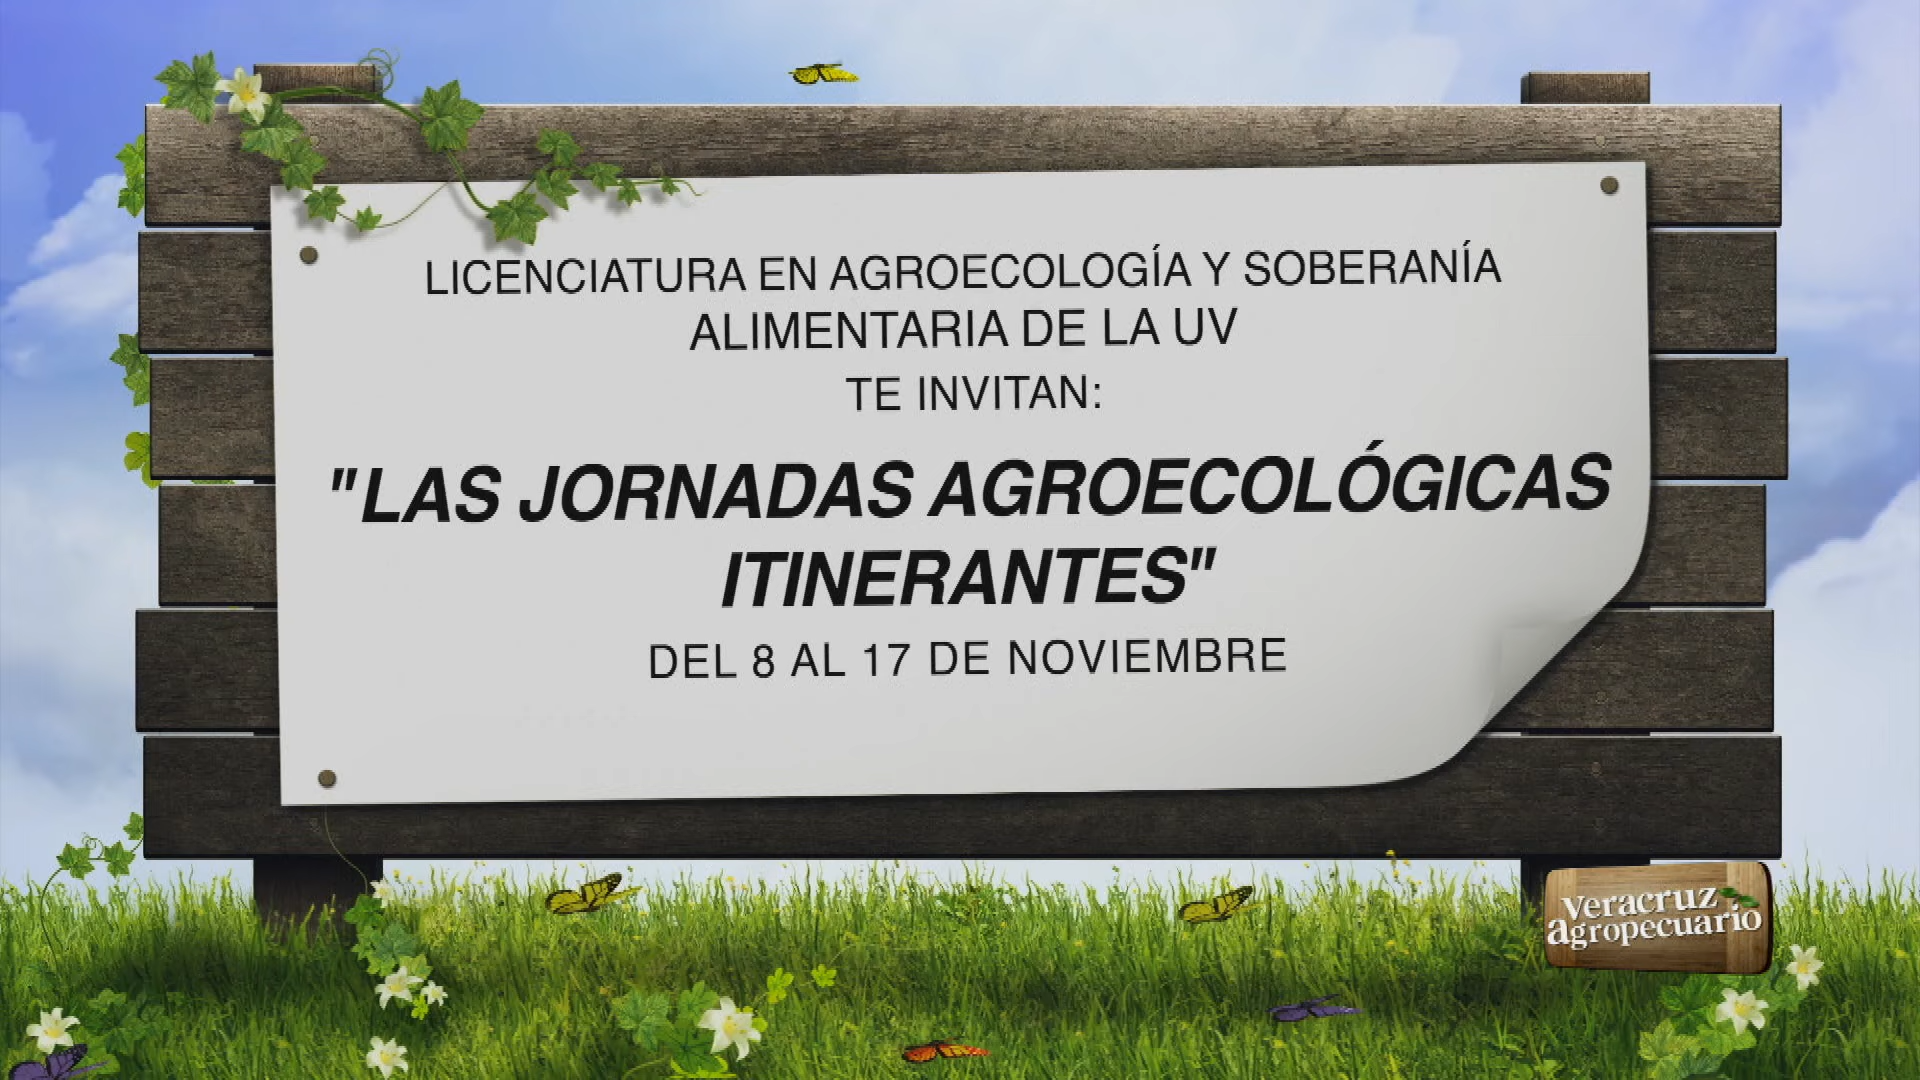 LICENCIATURA EN AGROECOLOGÍA Y SOBERANÍA
ALIMENTARIA DE LA UV
TE INVITAN:
"LAS JORNADAS AGROECOLÓGICAS
ITINERANTES"
DEL 8 AL 17 DE NOVIEMBRE
veracruz
agropecuario